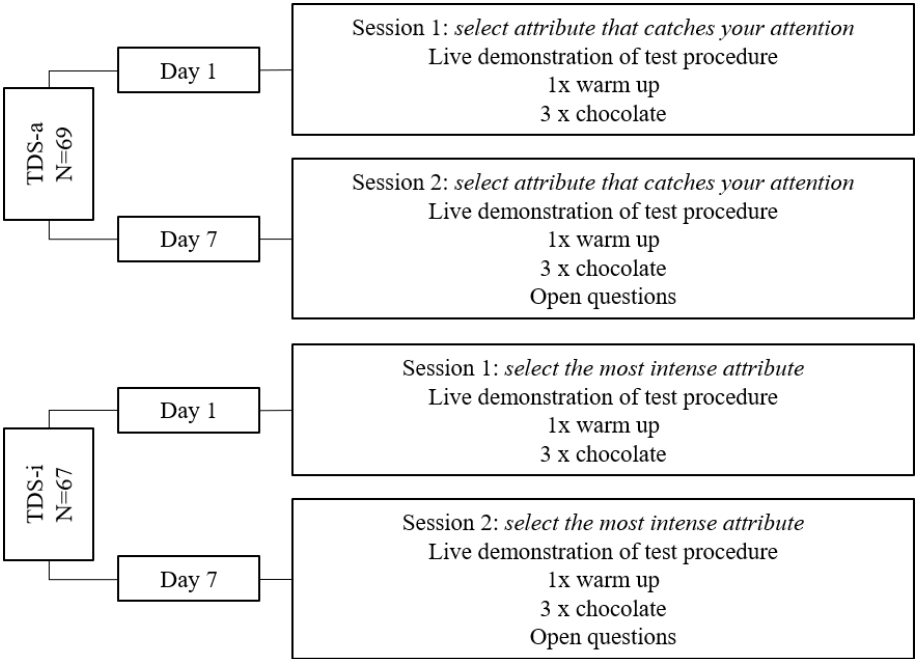 TDS-a
N=69
Day 1
Session 1: select attribute that catches your attention
Live demonstration of test procedure
1x warm up
3 x chocolate
Day 7
Session 2: select attribute that catches your attention
Live demonstration of test procedure
1x warm up
3 x chocolate
Open questions
TDS-i
N=67
Day 1
Session 1: select the most intense attribute
Live demonstration of test procedure
1x warm up
3 x chocolate
Day 7
Session 2: select the most intense attribute
Live demonstration of test procedure
1x warm up
3 x chocolate
Open questions